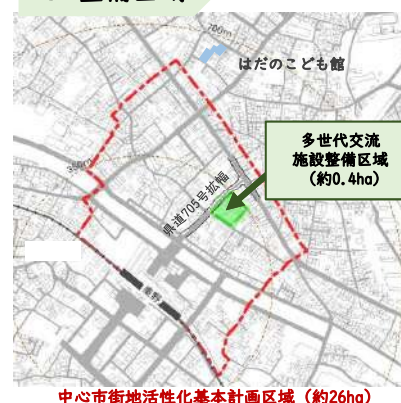 はだのこども館
多世代交流
施設整備区域
(約0.4ha)
県道705号拡幅
中心市街地活性化基本計画区域(約26ha)